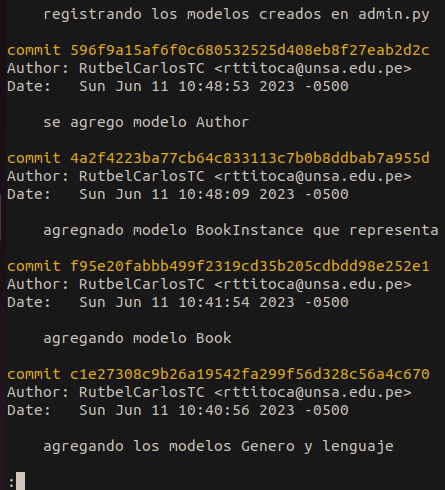 registrando los modelos creados en admin.py
commit 596f9a15af6f0c680532525d408eb8f27eab2d2c
Author: RutbelCarlosTC <rttitoca@unsa.edu.pe>
Date:   Sun Jun 11 10:48:53 2023 -0500
se agrego modelo Author
commit 4a2f4223ba77cb64c833113c7b0b8ddbab7a955d
Author: RutbelCarlosTC <rttitoca@unsa.edu.pe>
Date:   Sun Jun 11 10:48:09 2023 -0500
agregnado modelo BookInstance que representa
commit f95e20fabbb499f2319cd35b205cdbdd98e252e1
Author: RutbelCarlosTC <rttitoca@unsa.edu.pe>
Date:   Sun Jun 11 10:41:54 2023 -0500
agregando modelo Book
commit c1e27308c9b26a19542fa299f56d328c56a4c670
Author: RutbelCarlosTC <rttitoca@unsa.edu.pe>
Date:   Sun Jun 11 10:40:56 2023 -0500
agregando los modelos Genero y lenguaje
: